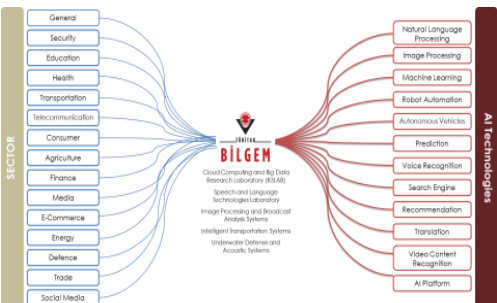 SECTOR
General
Security
Education
Health
Transportation
Telecommunication
Consumer
Agriculture
Finance
Media
E-Commerce
Energy
Defence
Trade
Social Media
TÜBİTAK
BİLGEM
Cloud Computing and Big Data
Research Laboratory (B3LAB)
Speech and Language
Technologies Laboratory
Image Processing and Broadcast
Analysis Systems
Intelligent Transportation Systems
Underwater Defense and
Acoustic Systems
Natural Language
Processing
Image Processing
Machine Learning
Robot Automation
Autonomous Vehicles
Prediction
Voice Recognition
Search Engine
Recommendation
Translation
Video Content
Recognition
AI Platform
AI Technologies